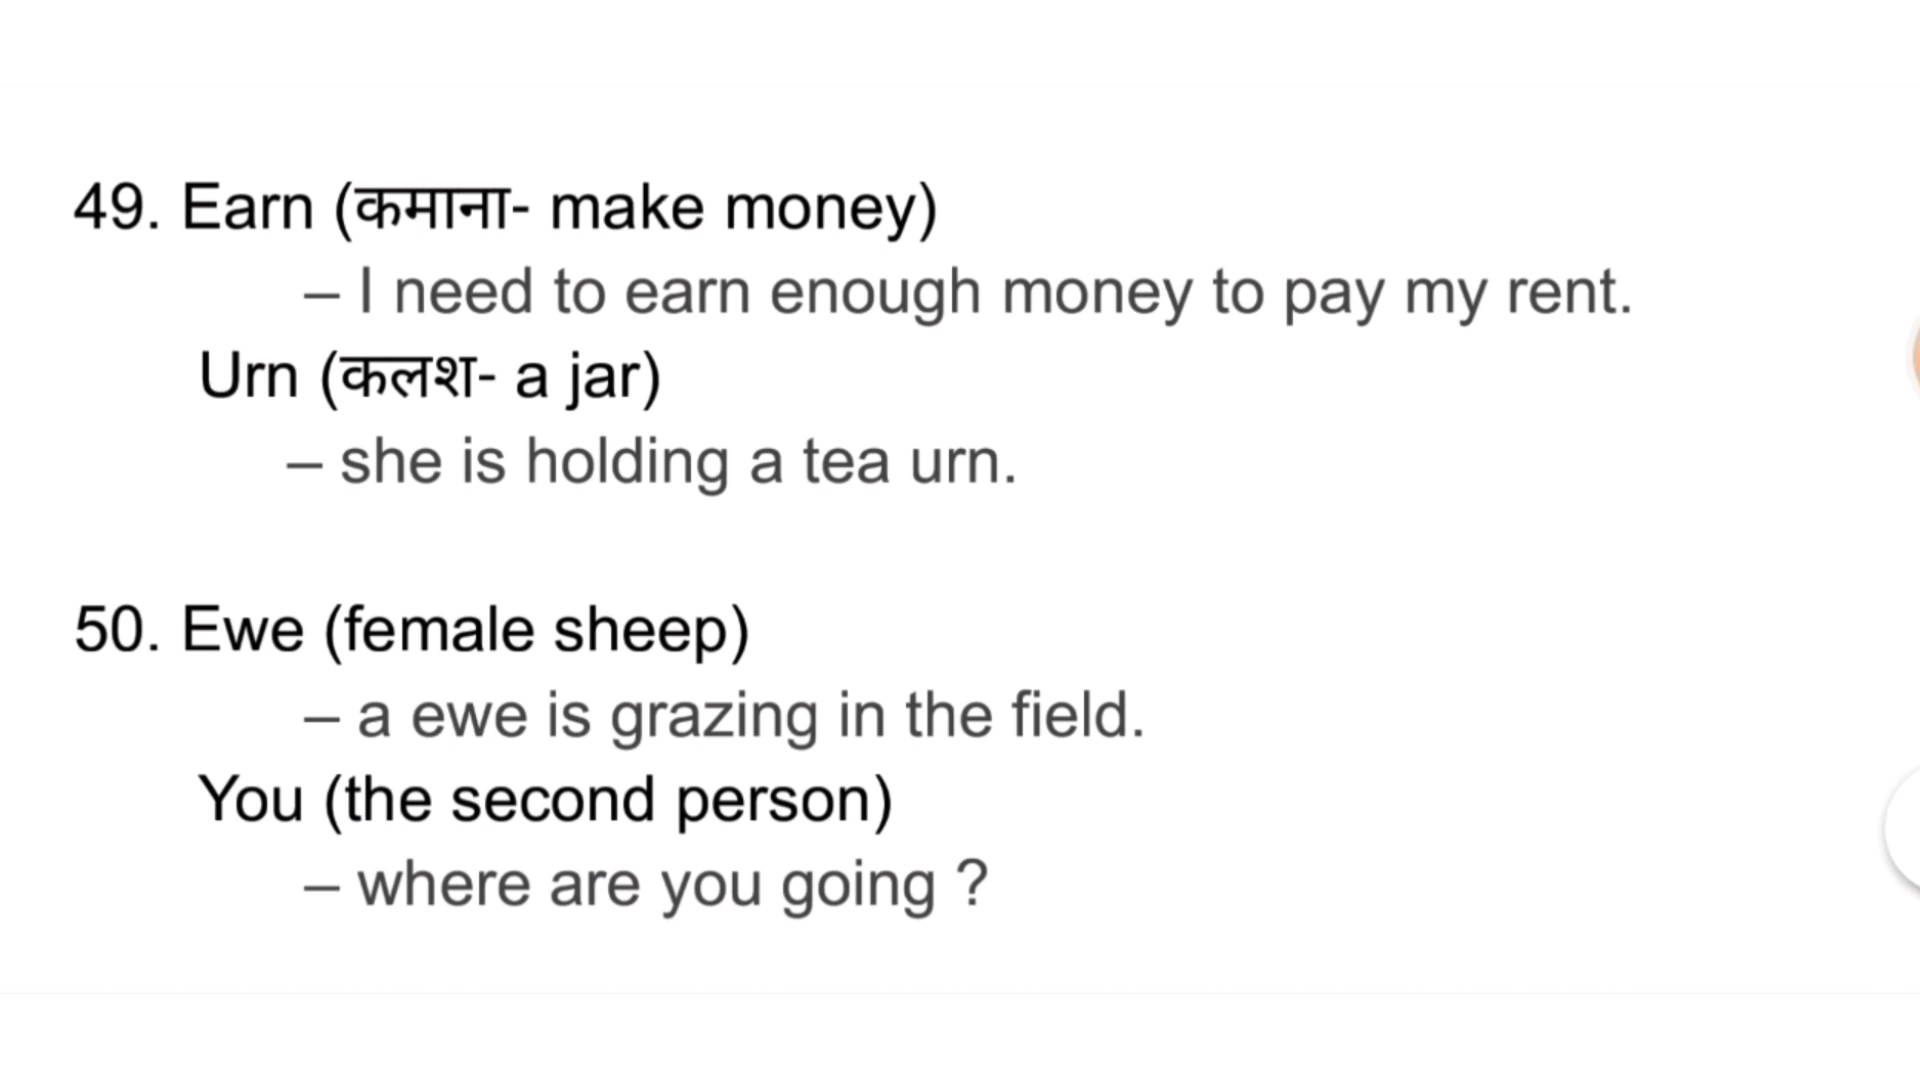 49. Earn (कमाना- make money)
– I need to earn enough money to pay my rent.
Urn (कलश- a jar)
– she is holding a tea urn.
50. Ewe (female sheep)
– a ewe is grazing in the field.
You (the second person)
– where are you going ?